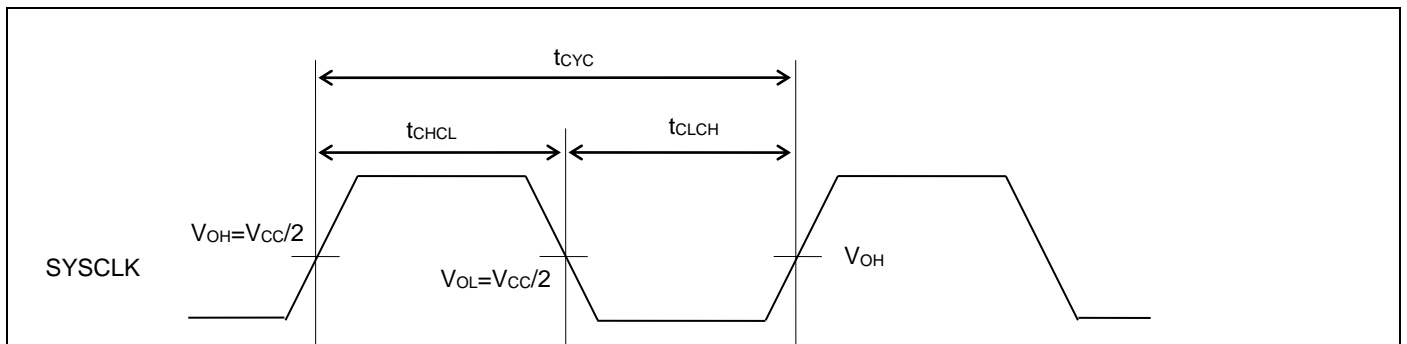 tCYC
tCHCL
tCLCH
VOH=VCC/2
SYSCLK
VOL=VCC/2
VOH